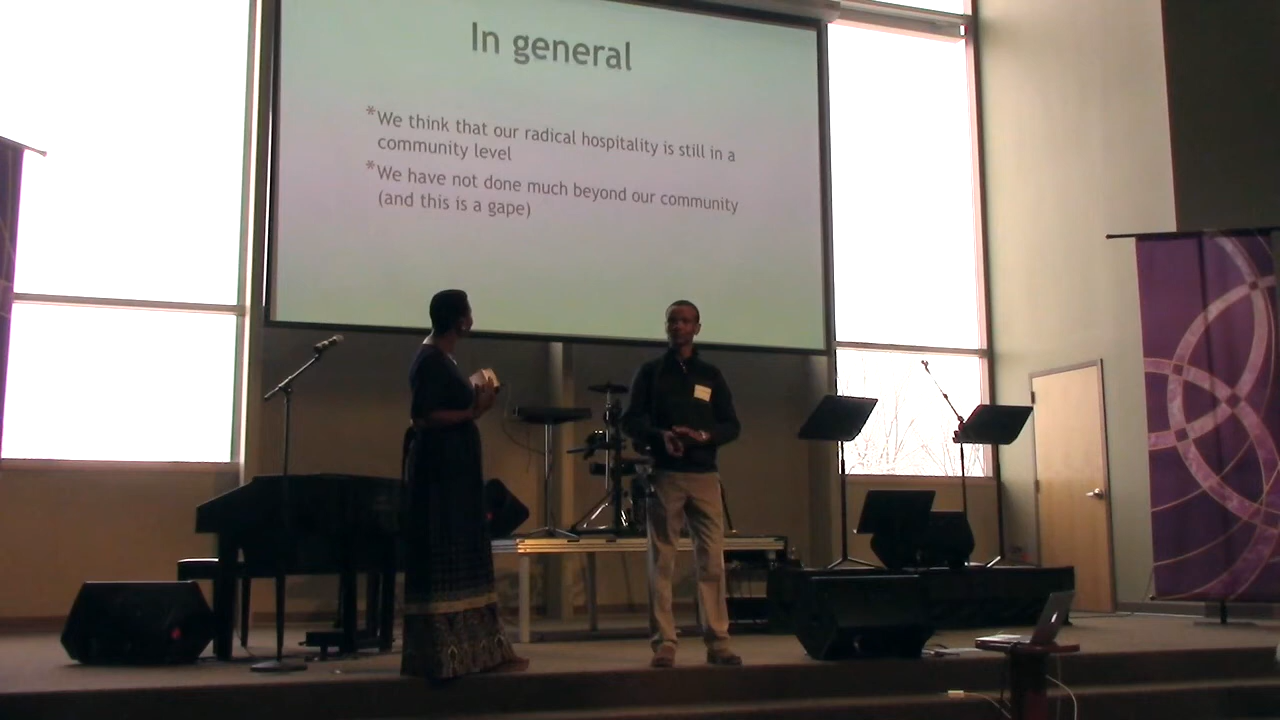 In general
*We think that our radical hospitality is still in a
community level
*We have not done much beyond our community
(and this is a gape)